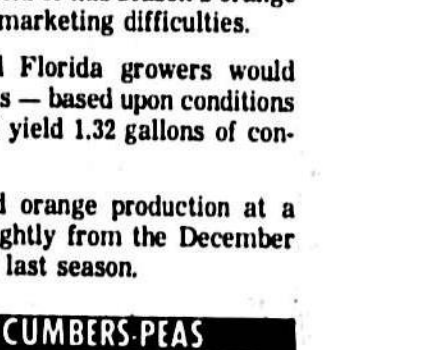 marketing difficulties.
Florida growers would
s — based upon conditions
yield 1.32 gallons of con-
orange production at a
ghtly from the December
last season.
CUMBERS-PEAS